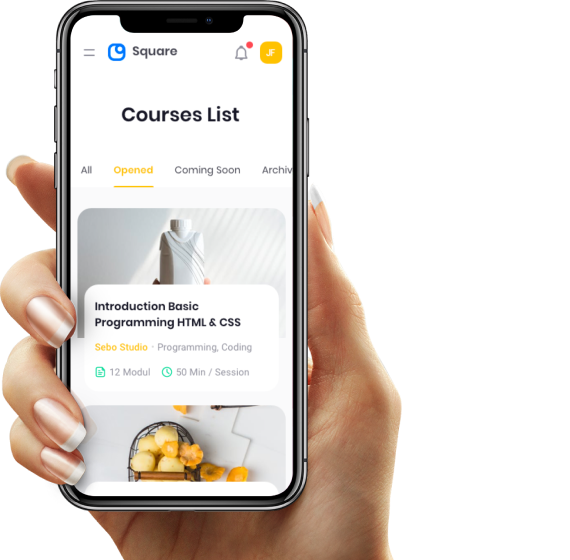 Square
JF
Courses List
All Opened Coming Soon Archiv
Introduction Basic
Programming HTML & CSS
Sebo Studio · Programming, Coding
12 Modul 50 Min / Session